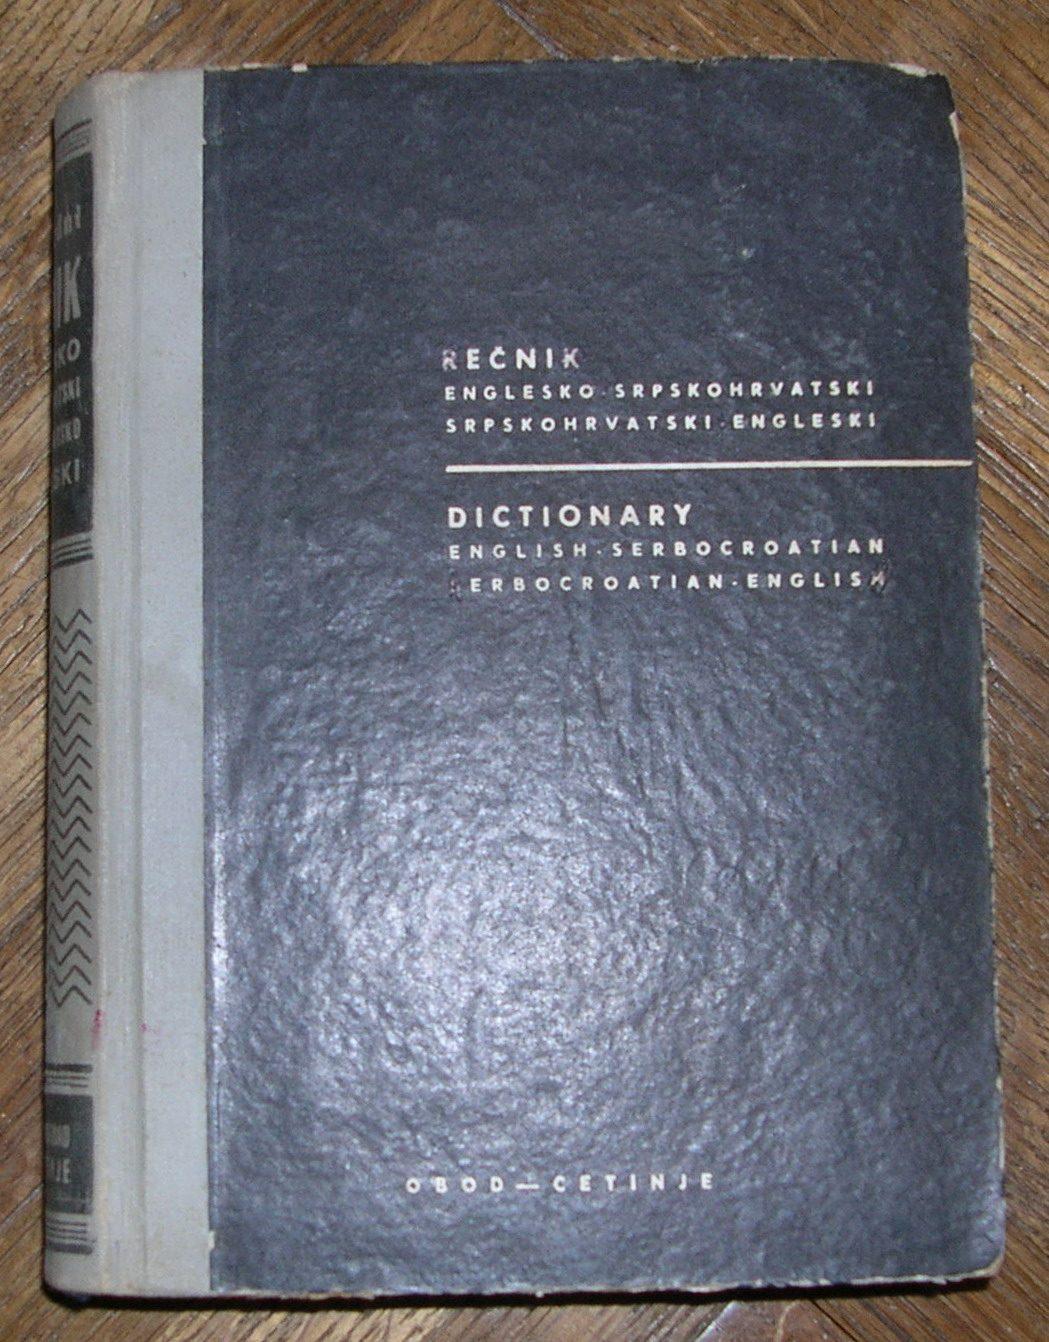 REČNIK
ENGLESKO-SRPSKOHRVATSKI
SRPSKOHRVATSKI-ENGLESKI
DICTIONARY
ENGLISH-SERBOCROATIAN
SERBOCROATIAN-ENGLISH
OBOD—CETINJE